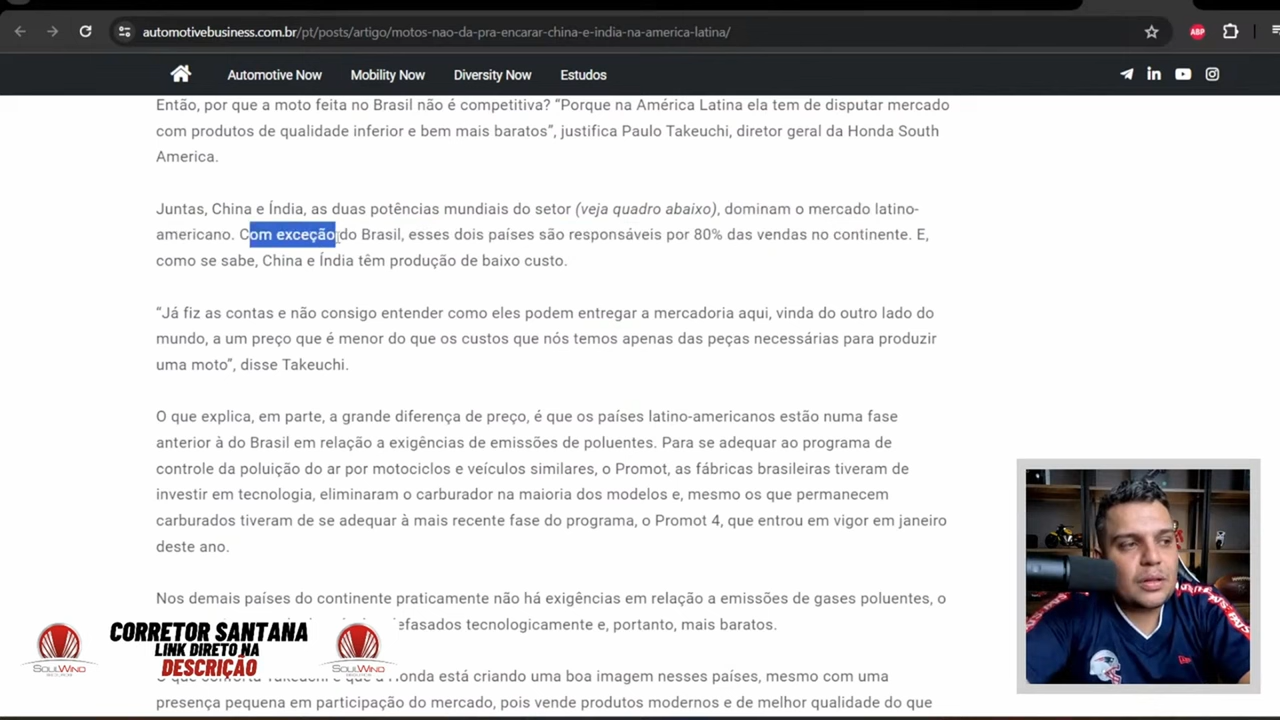 automotivebusiness.com.br/pt/posts/artigo/motos-nao-da-pra-encarar-china-e-india-na-america-latina/
ABP
Automotive Now Mobility Now Diversity Now Estudos
Então, por que a moto feita no Brasil não é competitiva? “Porque na América Latina ela tem de disputar mercado
com produtos de qualidade inferior e bem mais baratos”, justifica Paulo Takeuchi, diretor geral da Honda South
America.
Juntas, China e Índia, as duas potências mundiais do setor (veja quadro abaixo), dominam o mercado latino-
americano. Com exceção do Brasil, esses dois países são responsáveis por 80% das vendas no continente. E,
como se sabe, China e Índia têm produção de baixo custo.
“Já fiz as contas e não consigo entender como eles podem entregar a mercadoria aqui, vinda do outro lado do
mundo, a um preço que é menor do que os custos que nós temos apenas das peças necessárias para produzir
uma moto”, disse Takeuchi.
O que explica, em parte, a grande diferença de preço, é que os países latino-americanos estão numa fase
anterior à do Brasil em relação a exigências de emissões de poluentes. Para se adequar ao programa de
controle da poluição do ar por motociclos e veículos similares, o Promot, as fábricas brasileiras tiveram de
investir em tecnologia, eliminaram o carburador na maioria dos modelos e, mesmo os que permanecem
carburados tiveram de se adequar à mais recente fase do programa, o Promot 4, que entrou em vigor em janeiro
deste ano.
Nos demais países do continente praticamente não há exigências em relação a emissões de gases poluentes, o
efasados tecnologicamente e, portanto, mais baratos.
Honda está criando uma boa imagem nesses países, mesmo com uma
presença pequena em participação do mercado, pois vende produtos modernos e de melhor qualidade do que
CORRETOR SANTANA
LINK DIRETO NA
DESCRIÇÃO
SOULWIND
SOULWIND